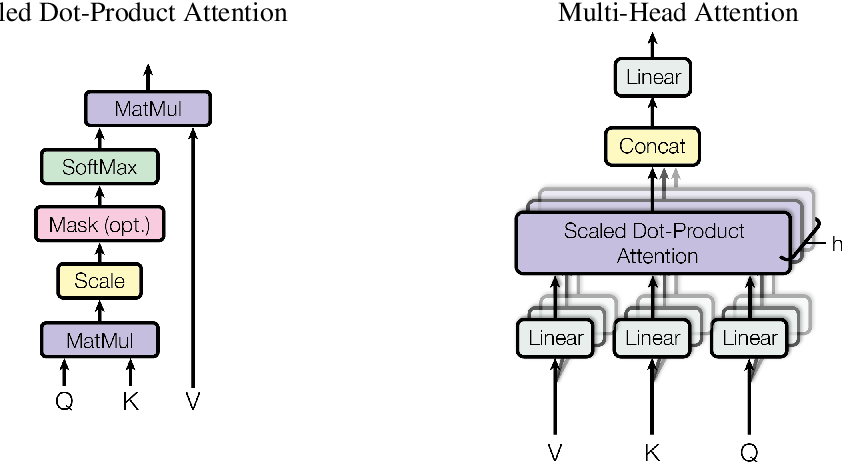 led Dot-Product Attention
MatMul
SoftMax
Mask (opt.)
Scale
MatMul
Q K V
Multi-Head Attention
Linear
Concat
Scaled Dot-Product
Attention
h
Linear Linear Linear
V K Q